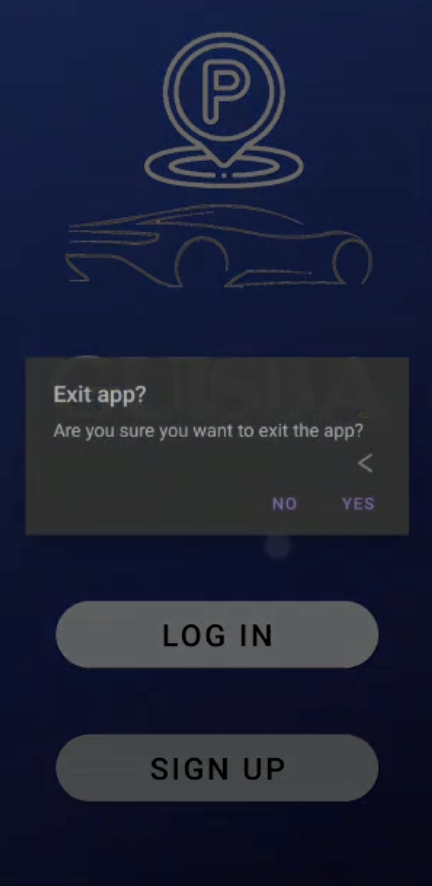 P
Exit app?
Are you sure you want to exit the app?
NO YES
LOG IN
SIGN UP